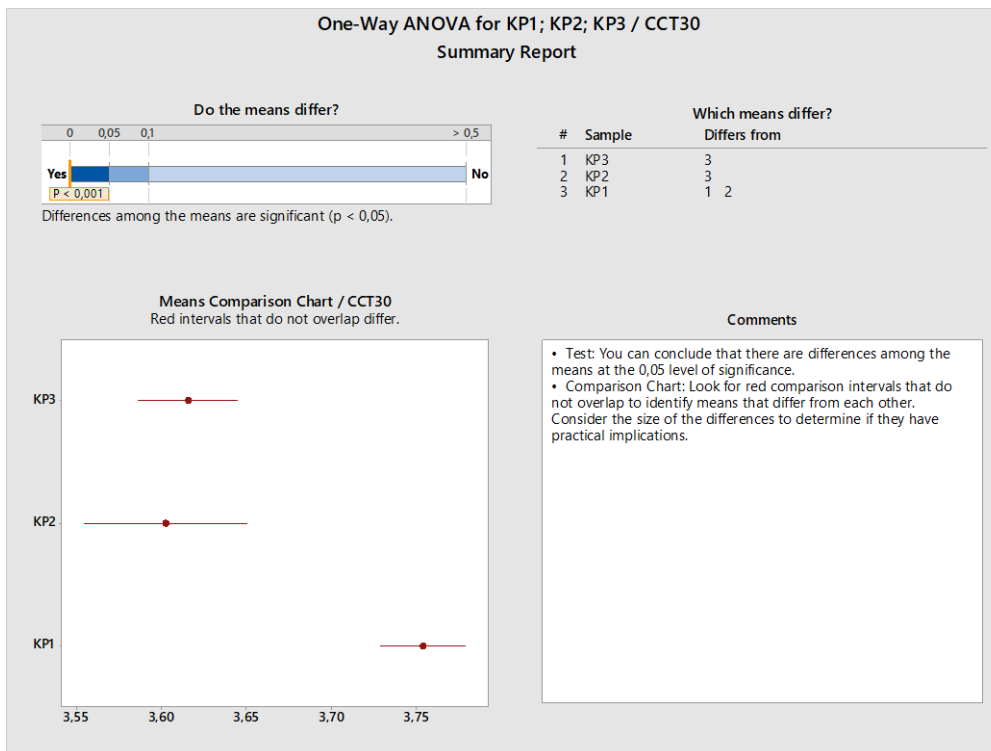 One-Way ANOVA for KP1; KP2; KP3 / CCT30
Summary Report
Do the means differ?
0 0,05 0,1 > 0,5
Yes No
P < 0,001
Differences among the means are significant (p < 0,05).
Which means differ?
# Sample Differs from
1 KP3 3
2 KP2 3
3 KP1 1 2
Means Comparison Chart / CCT30
Red intervals that do not overlap differ.
KP3
KP2
KP1
3,55 3,60 3,65 3,70 3,75
Comments
• Test: You can conclude that there are differences among the
means at the 0,05 level of significance.
• Comparison Chart: Look for red comparison intervals that do
not overlap to identify means that differ from each other.
Consider the size of the differences to determine if they have
practical implications.